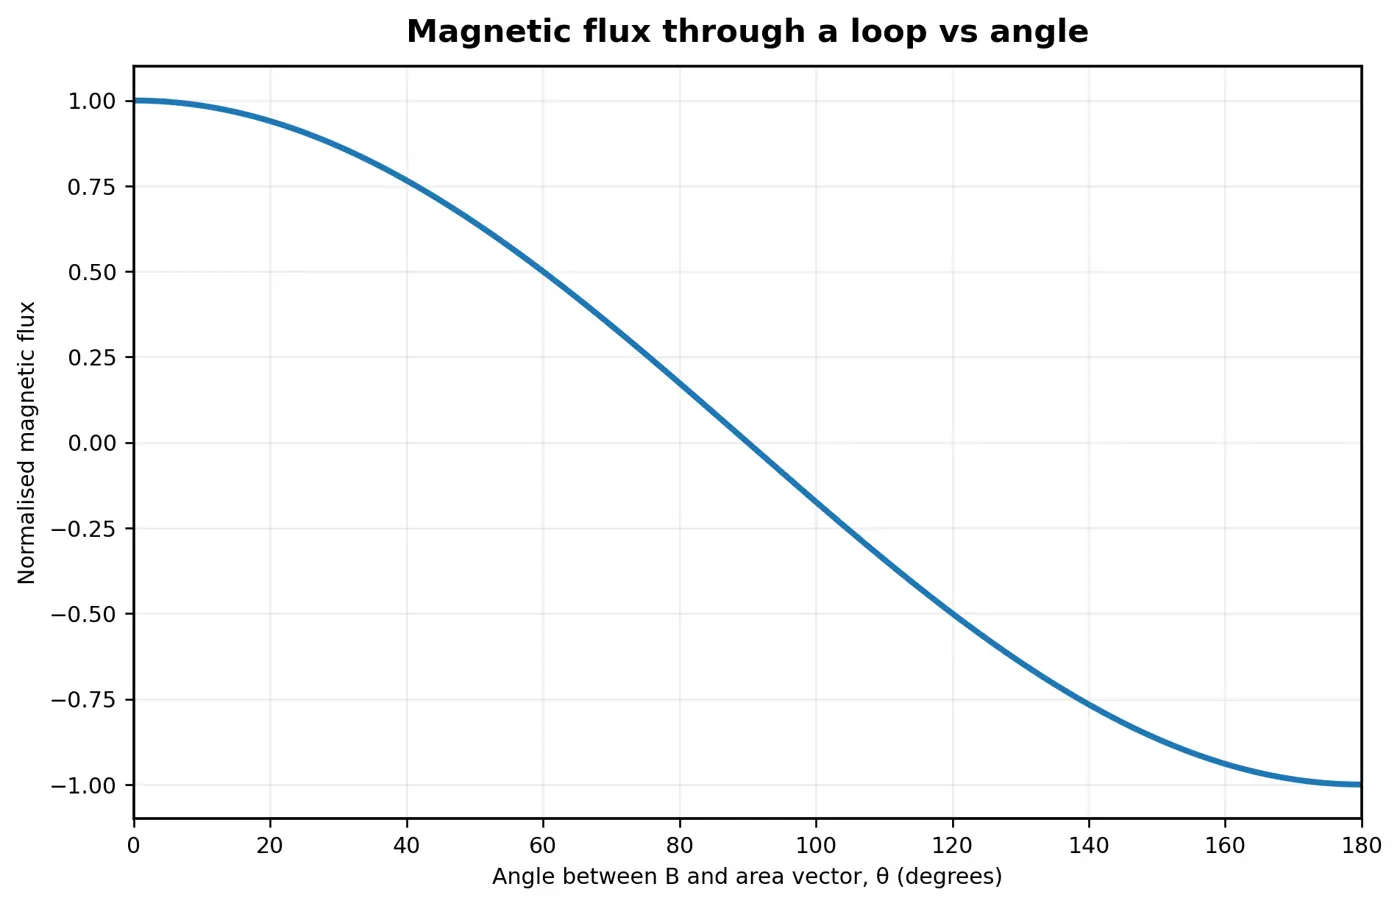 Magnetic flux through a loop vs angle
1.00
0.75
0.50
0.25
0.00
−0.25
−0.50
−0.75
−1.00
Normalised magnetic flux
0 20 40 60 80 100 120 140 160 180
Angle between B and area vector, θ (degrees)